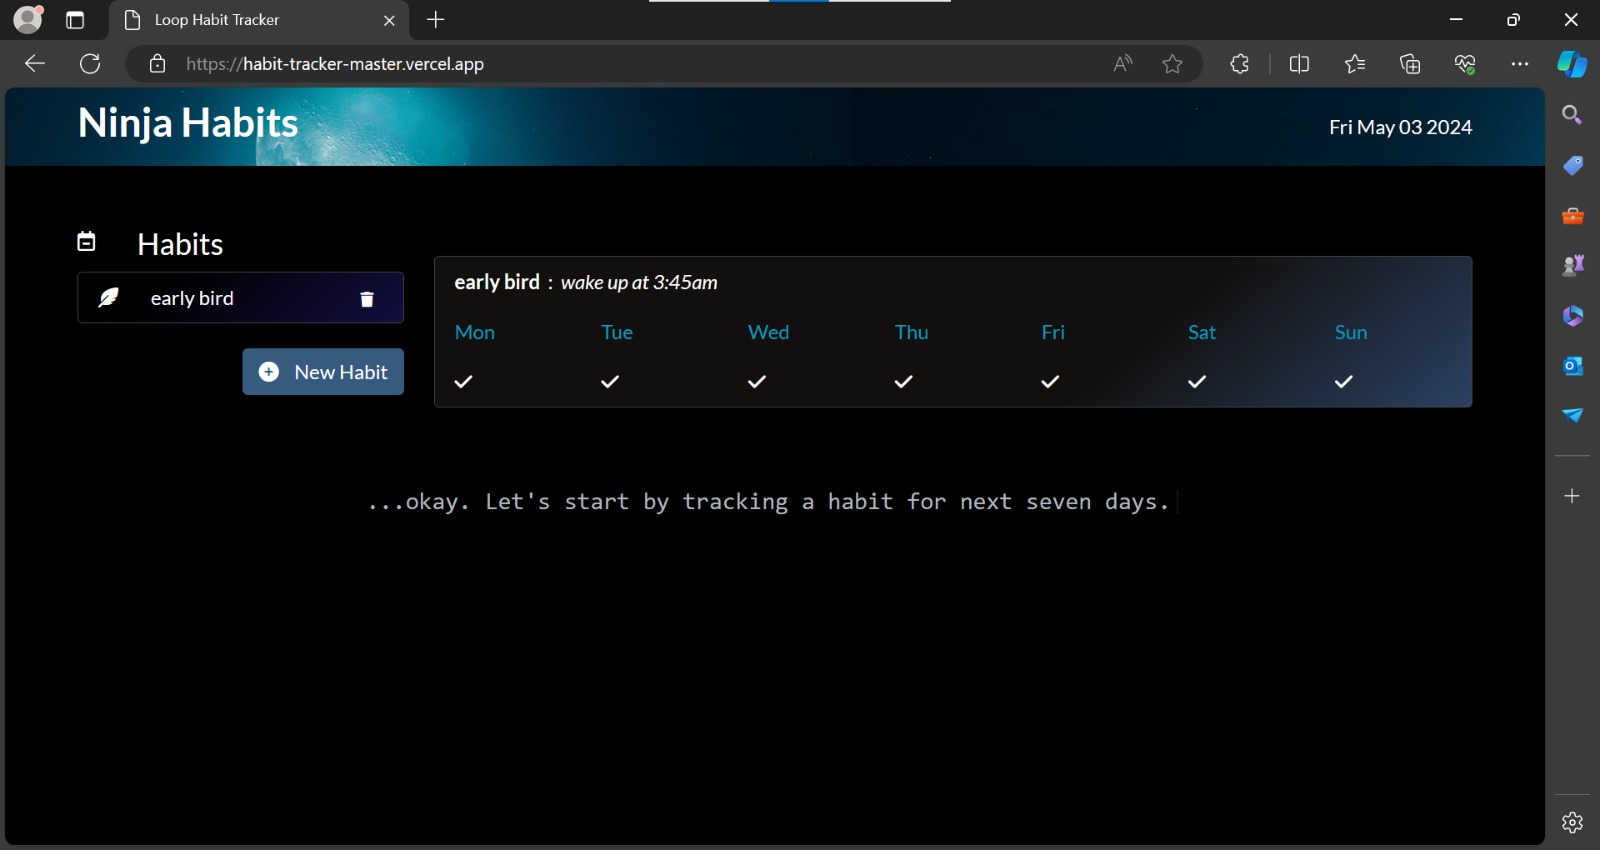 Loop Habit Tracker
https://habit-tracker-master.vercel.app
Ninja Habits
Fri May 03 2024
Habits
early bird
New Habit
early bird : wake up at 3:45am
Mon Tue Wed Thu Fri Sat Sun
...okay. Let's start by tracking a habit for next seven days.